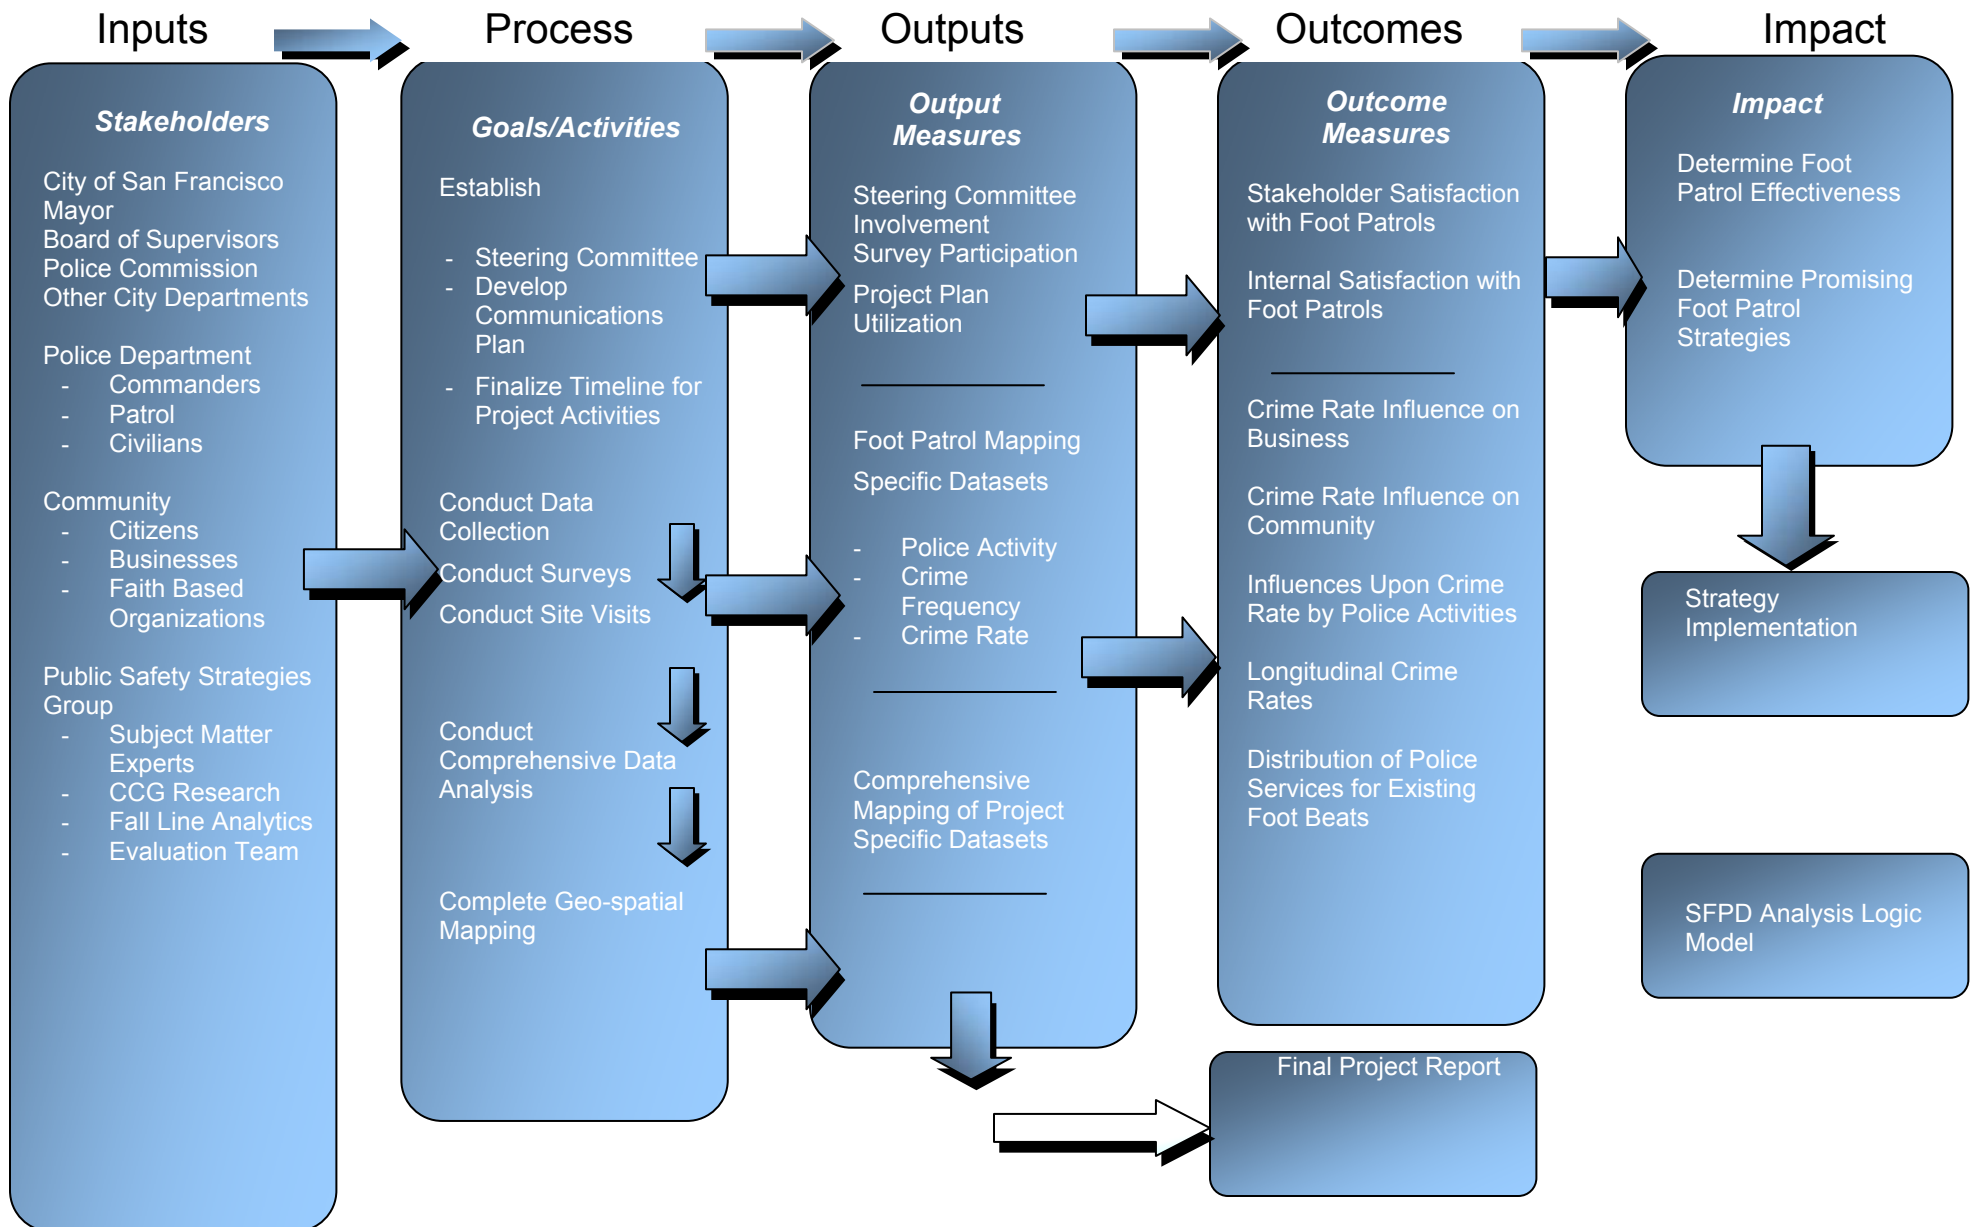 Inputs
Process
Outputs
Outcomes
Impact
Stakeholders
City of San Francisco
Mayor
Board of Supervisors
Police Commission
Other City Departments
Police Department
- Commanders
- Patrol
- Civilians
Community
- Citizens
- Businesses
- Faith Based
Organizations
Public Safety Strategies
Group
- Subject Matter
Experts
- CCG Research
- Fall Line Analytics
- Evaluation Team
Goals/Activities
Establish
- Steering Committee
- Develop
Communications
Plan
- Finalize Timeline for
Project Activities
Conduct Data
Collection
Conduct Surveys
Conduct Site Visits
Conduct
Comprehensive Data
Analysis
Complete Geo-spatial
Mapping
Output
Measures
Steering Committee
Involvement
Survey Participation
Project Plan
Utilization
Foot Patrol Mapping
Specific Datasets
- Police Activity
- Crime
Frequency
- Crime Rate
Comprehensive
Mapping of Project
Specific Datasets
Outcome
Measures
Stakeholder Satisfaction
with Foot Patrols
Internal Satisfaction with
Foot Patrols
Crime Rate Influence on
Business
Crime Rate Influence on
Community
Influences Upon Crime
Rate by Police Activities
Longitudinal Crime
Rates
Distribution of Police
Services for Existing
Foot Beats
Final Project Report
Impact
Determine Foot
Patrol Effectiveness
Determine Promising
Foot Patrol
Strategies
Strategy
Implementation
SFPD Analysis Logic
Model